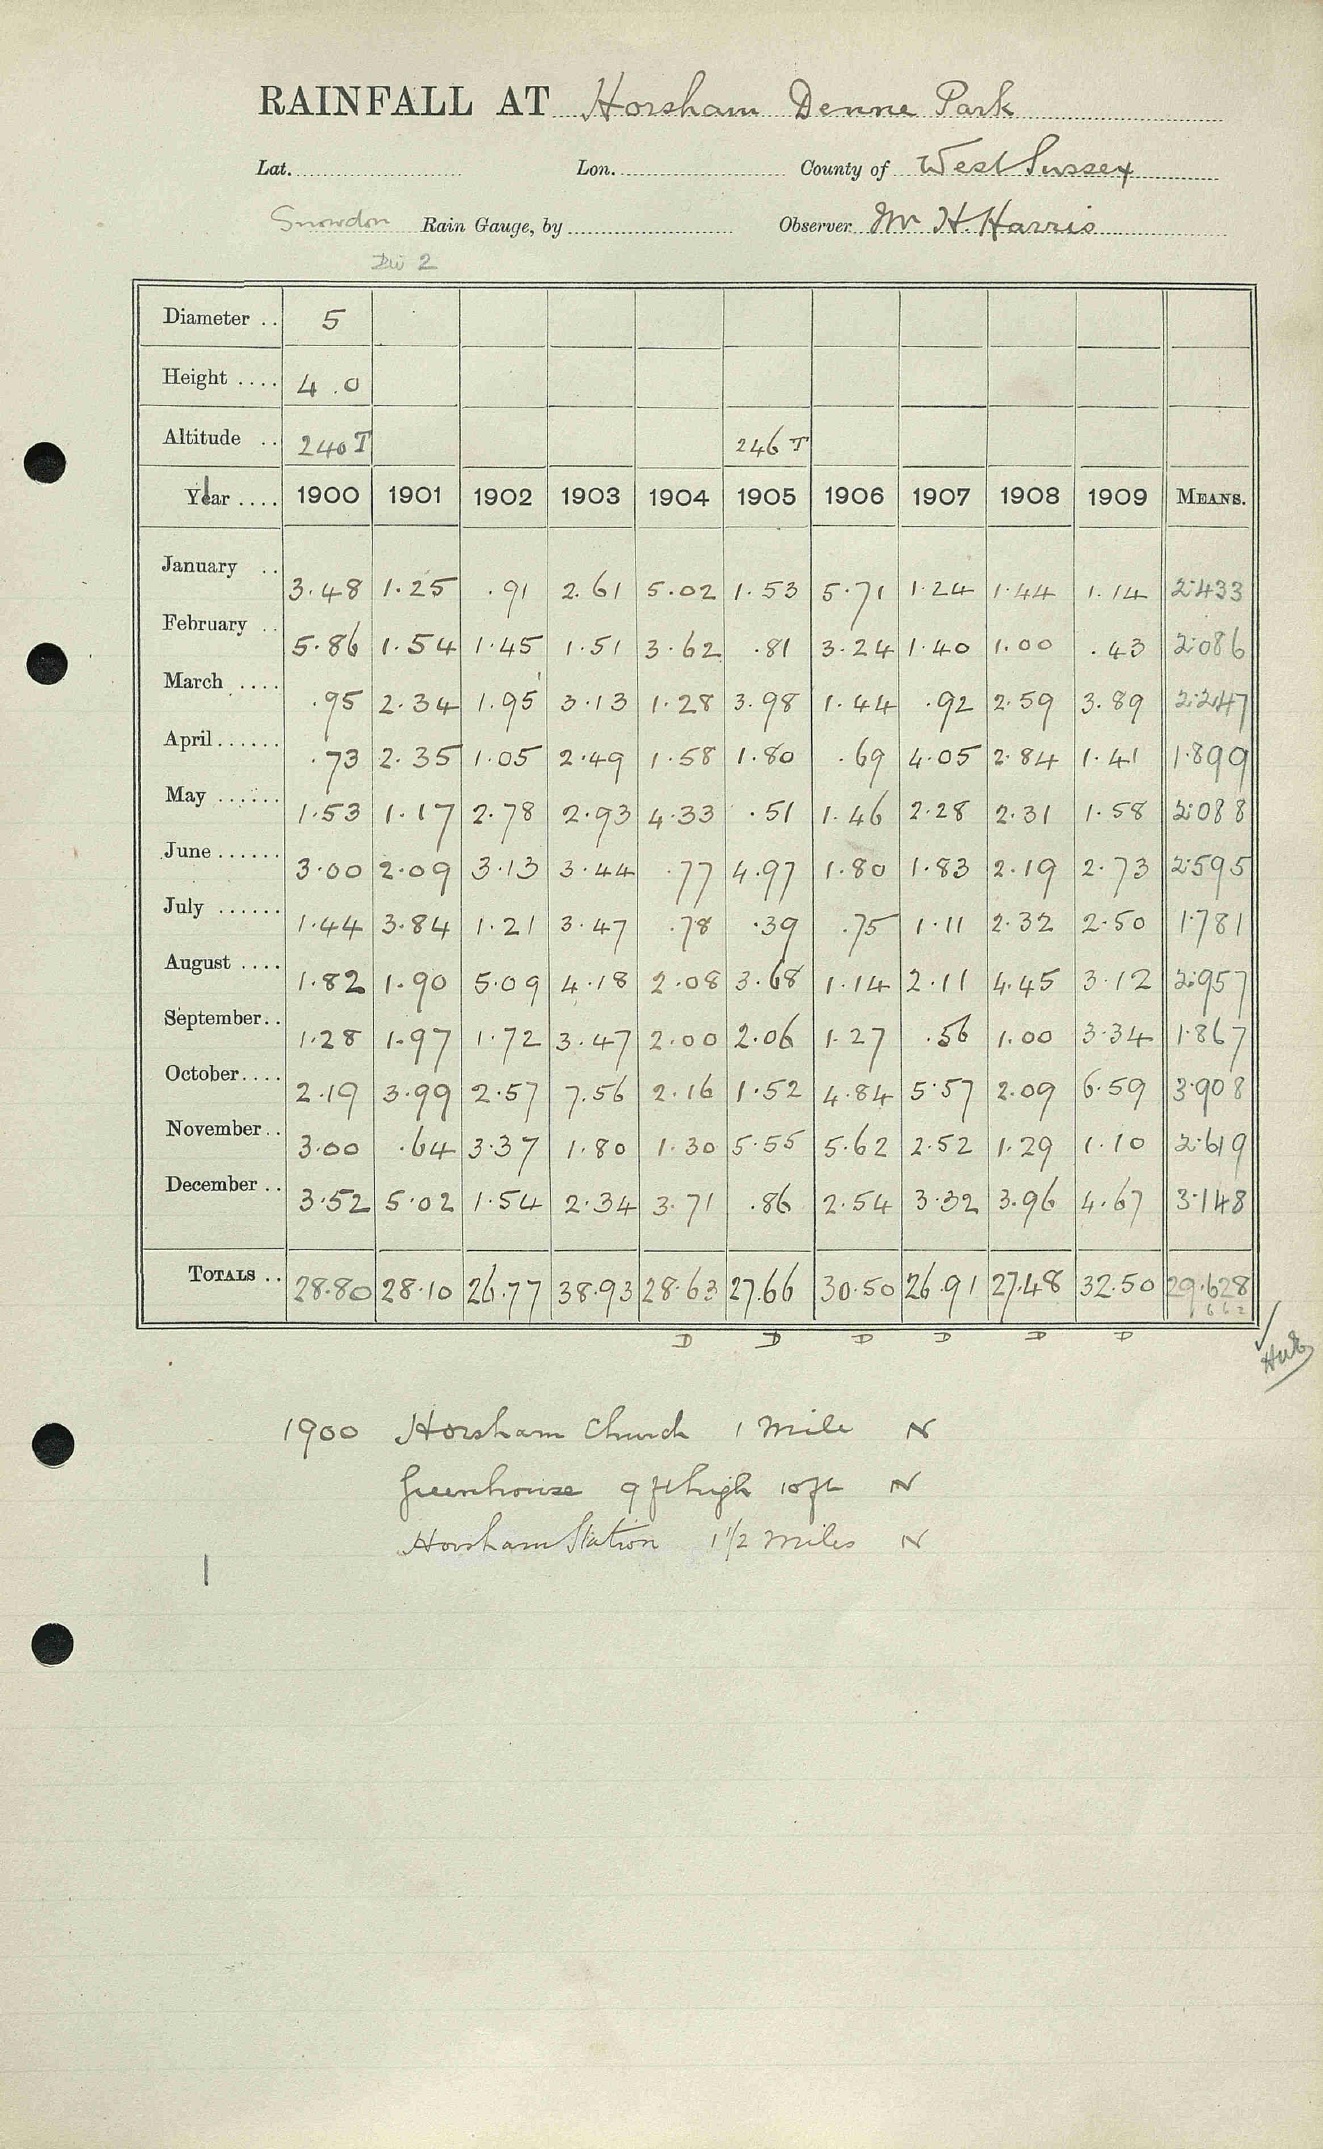 RAINFALL AT Horsham Denne Park
Lat. Lon. County of West Sussex
Snowdon Rain Gauge, by Observer Mr H. Harris
Div 2
Diameter .. 5
Height .... 4.0
Altitude .. 240T 246T
Year .... 1900 1901 1902 1903 1904 1905 1906 1907 1908 1909 MEANS.
January .. 3.48 1.25 .91 2.61 5.02 1.53 5.71 1.24 1.44 1.14 2.433
February .. 5.86 1.54 1.45 1.51 3.62 .81 3.24 1.40 1.00 .43 2.086
March .... .95 2.34 1.95 3.13 1.28 3.98 1.44 .92 2.59 3.89 2.247
April ...... .73 2.35 1.05 2.49 1.58 1.80 .69 4.05 2.84 1.41 1.899
May ...... 1.53 1.17 2.78 2.93 4.33 .51 1.46 2.28 2.31 1.58 2.088
June ...... 3.00 2.09 3.13 3.44 .77 4.97 1.80 1.83 2.19 2.73 2.595
July ...... 1.44 3.84 1.21 3.47 .78 .39 .75 1.11 2.32 2.50 1.781
August .... 1.82 1.90 5.09 4.18 2.08 3.68 1.14 2.11 4.45 3.12 2.957
September .. 1.28 1.97 1.72 3.47 2.00 2.06 1.27 .56 1.00 3.34 1.867
October .... 2.19 3.99 2.57 7.56 2.16 1.52 4.84 5.57 2.09 6.59 3.908
November .. 3.00 .64 3.37 1.80 1.30 5.55 5.62 2.52 1.29 1.10 2.619
December .. 3.52 5.02 1.54 2.34 3.71 .86 2.54 3.32 3.96 4.67 3.148
TOTALS .. 28.80 28.10 26.77 38.93 28.63 27.66 30.50 26.91 27.48 32.50 29.628
662
D D D D D D
1900 Horsham Church 1 Mile N
Greenhouse 9 ft high 10 ft N
Horsham Station 1 1/2 Miles N